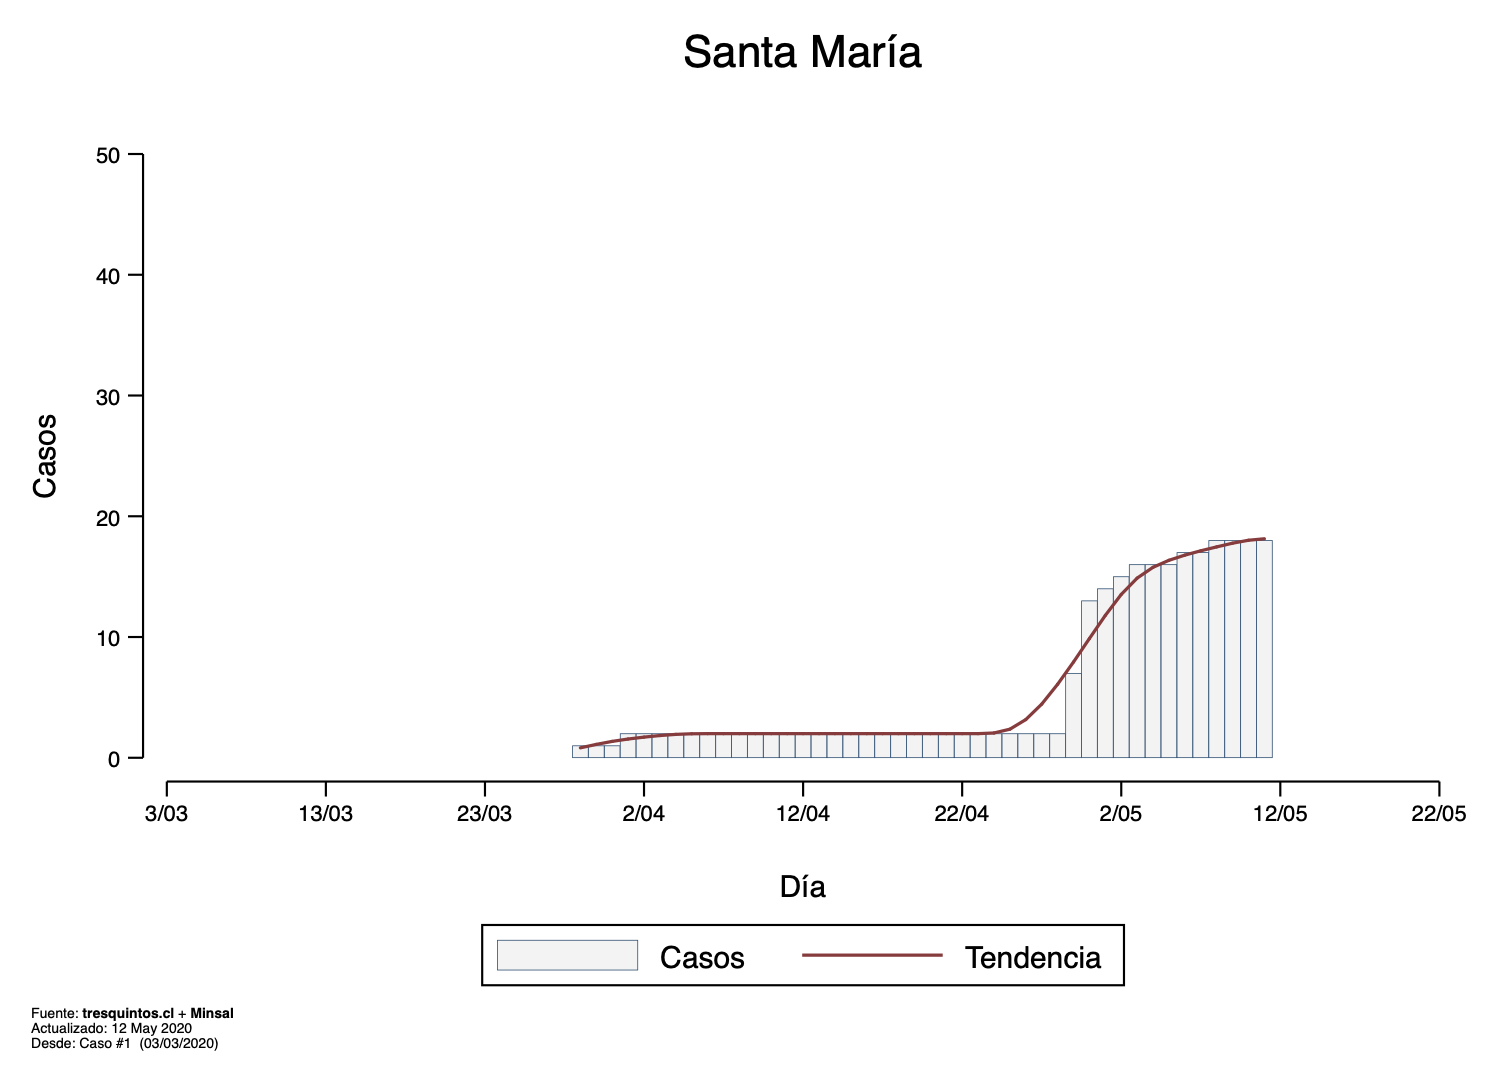 Santa María
50
40
30
20
10
0
Casos
3/03 13/03 23/03 2/04 12/04 22/04 2/05 12/05 22/05
Día
Casos Tendencia
Fuente: tresquintos.cl + Minsal
Actualizado: 12 May 2020
Desde: Caso #1 (03/03/2020)